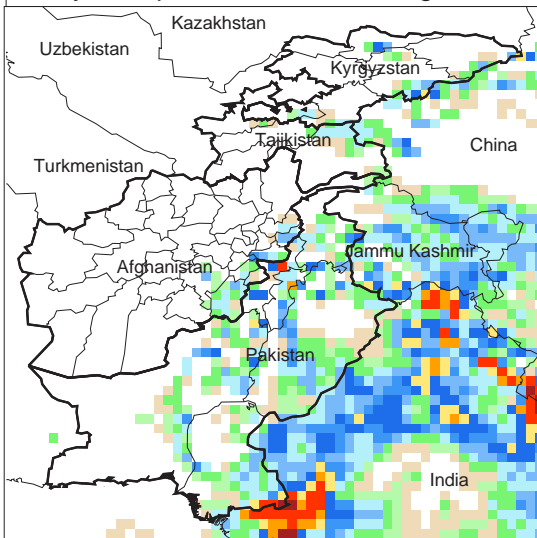 Kazakhstan
Uzbekistan
Kyrgyzstan
Tajikistan
China
Turkmenistan
Jammu Kashmir
Afghanistan
Pakistan
India